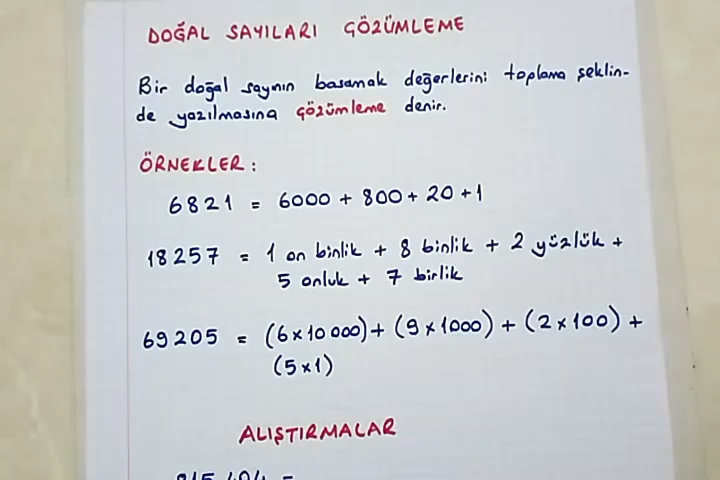 DOĞAL SAYILARI ÇÖZÜMLEME
Bir doğal sayının basamak değerlerini toplama şeklin-
de yazılmasına çözümleme denir.
ÖRNEKLER:
6821 = 6000 + 800 + 20 + 1
18257 = 1 on binlik + 8 binlik + 2 yüzlük +
5 onluk + 7 birlik
69205 = (6 x 10 000) + (9 x 1000) + (2 x 100) +
(5 x 1)
ALIŞTIRMALAR